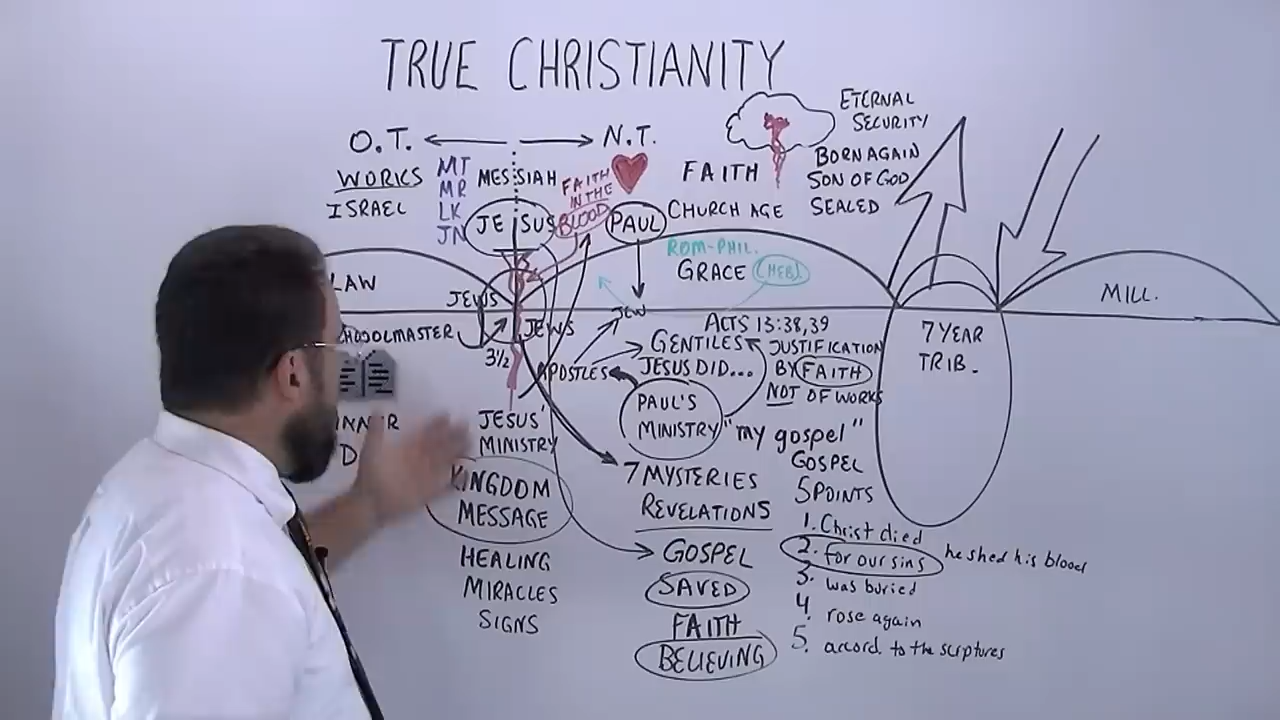 TRUE CHRISTIANITY
O.T.
N.T.
WORKS
ISRAEL
MT
MR
LK
JN
MESSIAH
JESUS
FAITH
IN THE
BLOOD
PAUL
FAITH
CHURCH AGE
ETERNAL
SECURITY
BORN AGAIN
SON OF GOD
SEALED
LAW
JEWS
JEWS
3½
ROM-PHIL.
GRACE
HEB.
JEW
7 YEAR
TRIB.
MILL.
HOOLMASTER
APOSTLES
ACTS 13:38,39
GENTILES
JESUS DID...
JUSTIFICATION
BY FAITH
NOT OF WORKS
PAUL'S
MINISTRY
"my gospel"
GOSPEL
5 POINTS
1. Christ died
2. for our sins
he shed his blood
3. was buried
4. rose again
5. accord. to the scriptures
JESUS'
MINISTRY
KINGDOM
MESSAGE
HEALING
MIRACLES
SIGNS
7 MYSTERIES
REVELATIONS
GOSPEL
SAVED
FAITH
BELIEVING